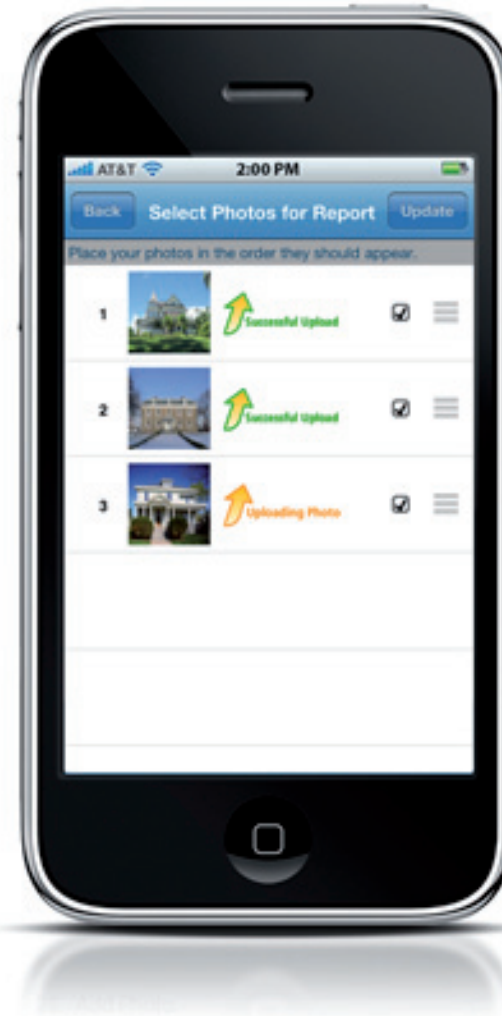 AT&T 2:00 PM
Back Select Photos for Report Update
Place your photos in the order they should appear.
1 Successful Upload
2 Successful Upload
3 Uploading Photo